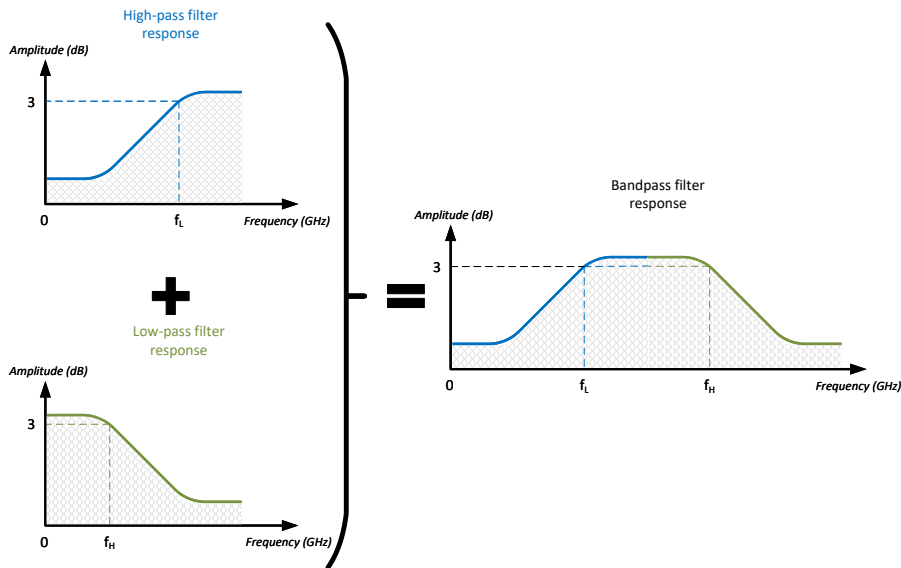 High-pass filter
response
Amplitude (dB)
3
0
fL
Frequency (GHz)
Low-pass filter
response
Amplitude (dB)
3
0
fH
Frequency (GHz)
Bandpass filter
response
Amplitude (dB)
3
0
fL
fH
Frequency (GHz)